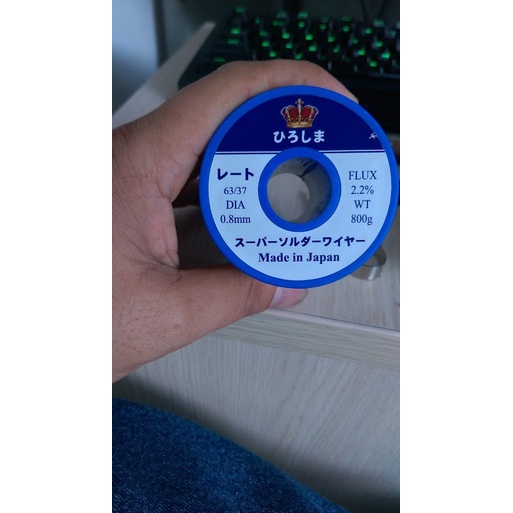 ひろしま
レート
63/37
DIA
0.8mm
FLUX
2.2%
WT
800g
スーパーソルダーワイヤー
Made in Japan